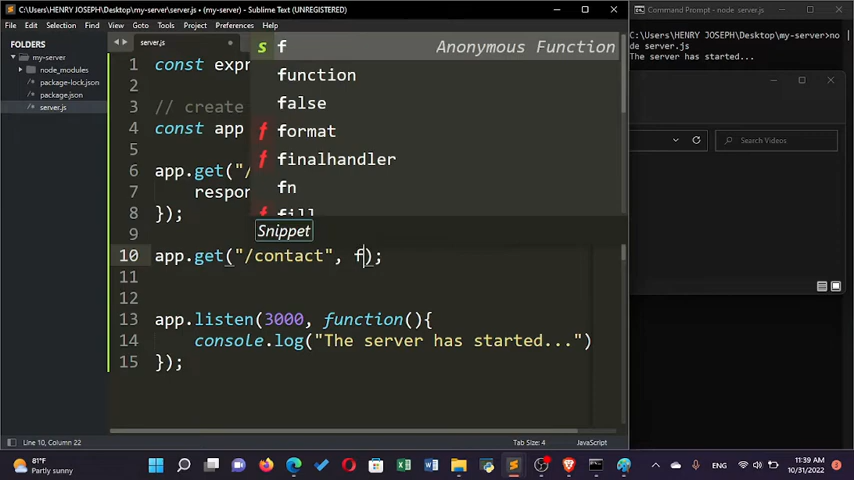 C:\Users\HENRY JOSEPH\Desktop\my-server\server.js • (my-server) - Sublime Text (UNREGISTERED)
File Edit Selection Find View Goto Tools Project Preferences Help
FOLDERS
my-server
node_modules
package-lock.json
package.json
server.js
server.js
f Anonymous Function
function
false
f format
f finalhandler
fn
f fill
Snippet
1 const expr
2
3 // create
4 const app
6 app.get("/
7 respon
8 });
9
10 app.get("/contact", f);
11
12
13 app.listen(3000, function(){
14 console.log("The server has started...")
15 });
Line 10, Column 22
Tab Size: 4
JavaScript
Command Prompt - node server.js
C:\Users\HENRY JOSEPH\Desktop\my-server>no
de server.js
The server has started...
Search Videos
81°F
Partly sunny
ENG
11:39 AM
10/31/2022